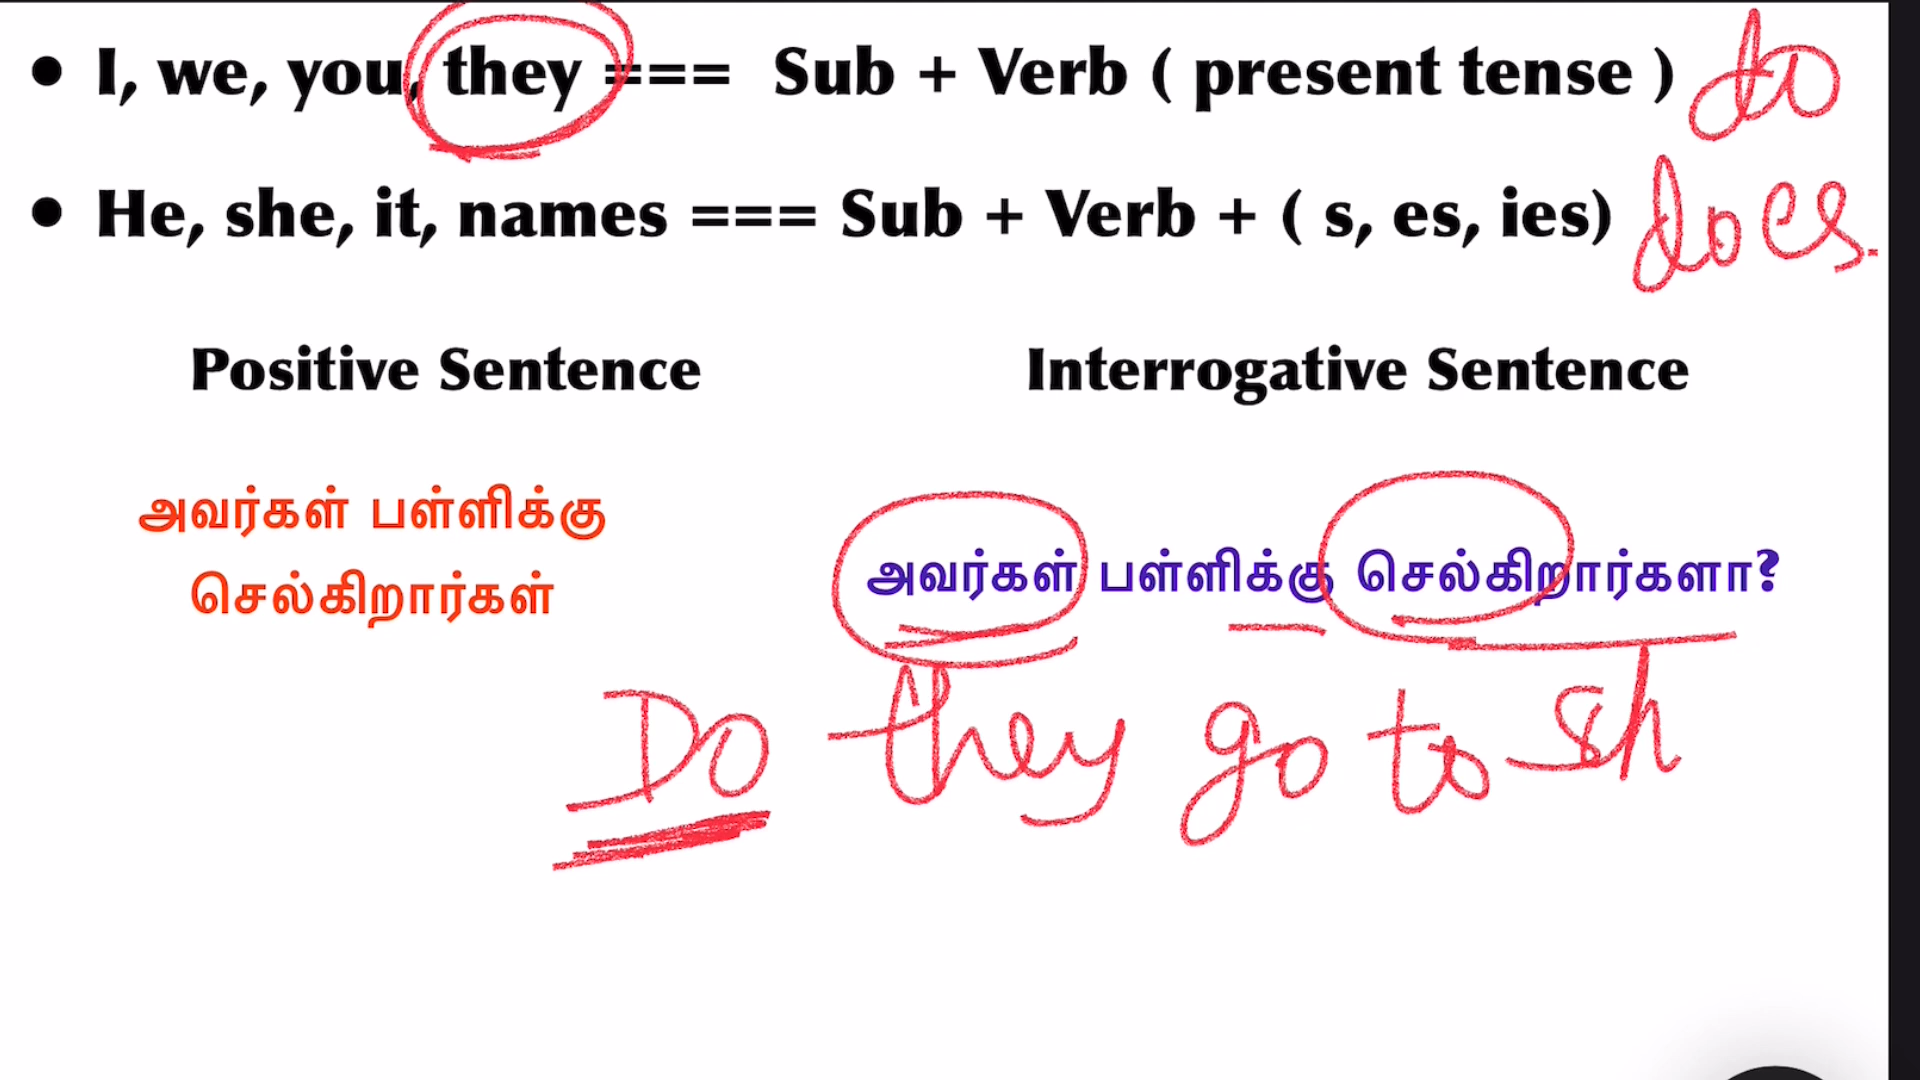 • I, we, you, they === Sub + Verb ( present tense ) do
• He, she, it, names === Sub + Verb + ( s, es, ies) does.
Positive Sentence
Interrogative Sentence
அவர்கள் பள்ளிக்கு
செல்கிறார்கள்
அவர்கள் பள்ளிக்கு செல்கிறார்களா?
Do they go to sh